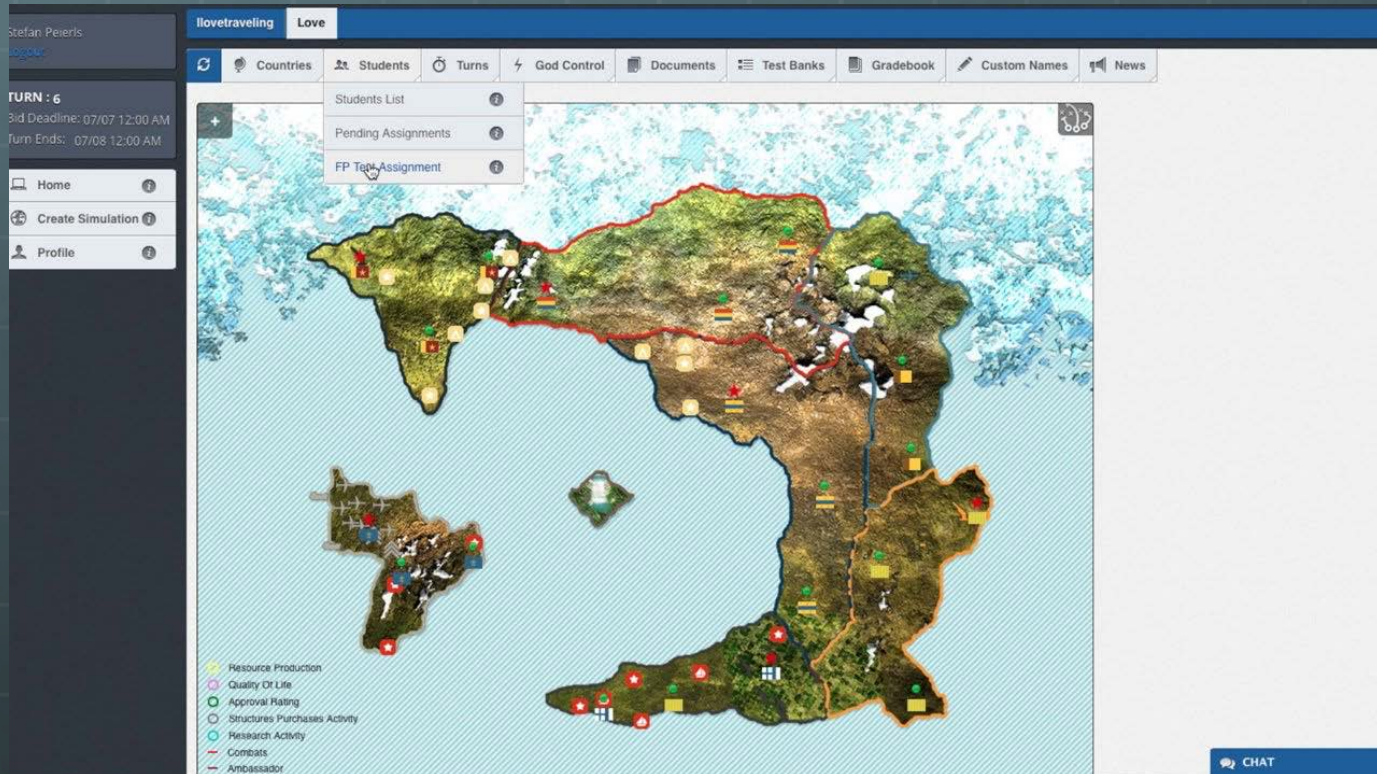 Stefan Peierls
Logout
TURN : 6
Bid Deadline: 07/07 12:00 AM
Turn Ends: 07/08 12:00 AM
Home
Create Simulation
Profile
Ilovetraveling
Love
Countries
Students
Turns
God Control
Documents
Test Banks
Gradebook
Custom Names
News
Students List
Pending Assignments
FP Test Assignment
Resource Production
Quality Of Life
Approval Rating
Structures Purchases Activity
Research Activity
Combats
Ambassador
CHAT